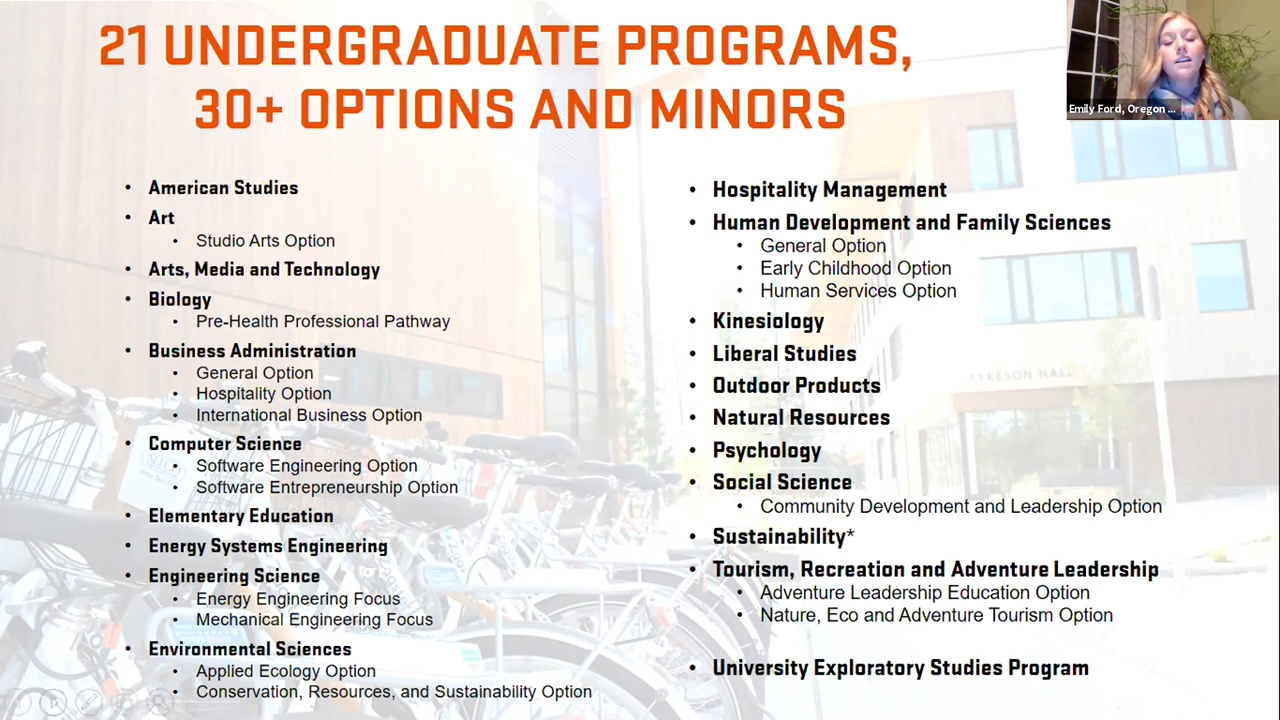 21 UNDERGRADUATE PROGRAMS,
30+ OPTIONS AND MINORS
Emily Ford, Oregon ...
• American Studies
• Art
• Studio Arts Option
• Arts, Media and Technology
• Biology
• Pre-Health Professional Pathway
• Business Administration
• General Option
• Hospitality Option
• International Business Option
• Computer Science
• Software Engineering Option
• Software Entrepreneurship Option
• Elementary Education
• Energy Systems Engineering
• Engineering Science
• Energy Engineering Focus
• Mechanical Engineering Focus
• Environmental Sciences
• Applied Ecology Option
• Conservation, Resources, and Sustainability Option
• Hospitality Management
• Human Development and Family Sciences
• General Option
• Early Childhood Option
• Human Services Option
• Kinesiology
• Liberal Studies
• Outdoor Products
• Natural Resources
• Psychology
• Social Science
• Community Development and Leadership Option
• Sustainability*
• Tourism, Recreation and Adventure Leadership
• Adventure Leadership Education Option
• Nature, Eco and Adventure Tourism Option
• University Exploratory Studies Program
TYKESON HALL